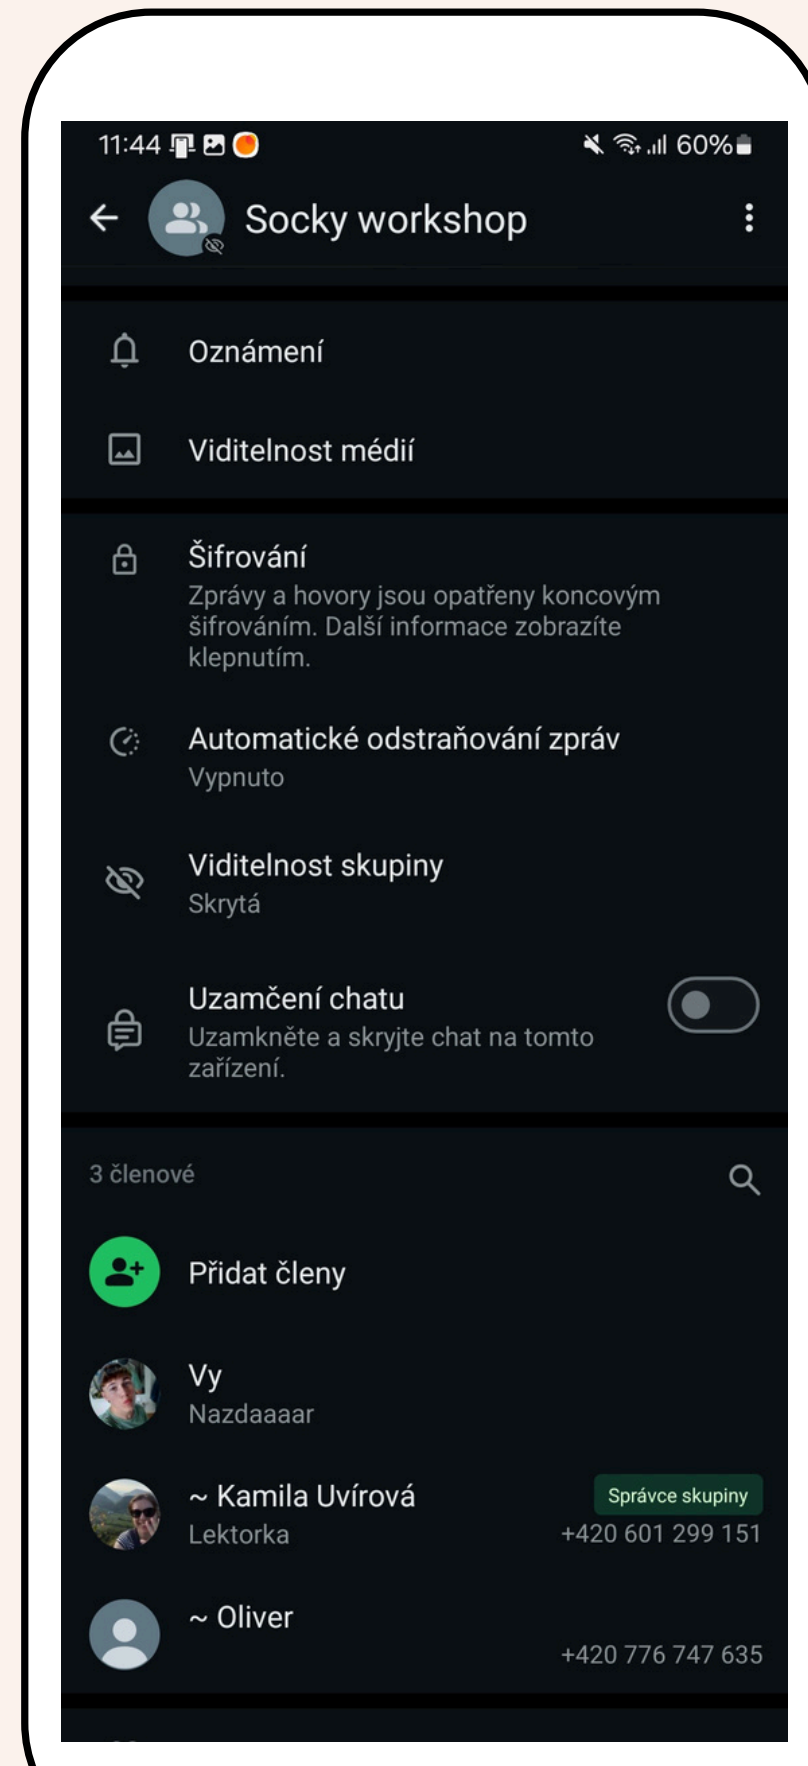 11:44
60%
Socky workshop
Oznámení
Viditelnost médií
Šifrování
Zprávy a hovory jsou opatřeny koncovým
šifrováním. Další informace zobrazíte
klepnutím.
Automatické odstraňování zpráv
Vypnuto
Viditelnost skupiny
Skrytá
Uzamčení chatu
Uzamkněte a skryjte chat na tomto
zařízení.
3 členové
Přidat členy
Vy
Nazdaaaar
~ Kamila Uvírová
Správce skupiny
Lektorka
+420 601 299 151
~ Oliver
+420 776 747 635